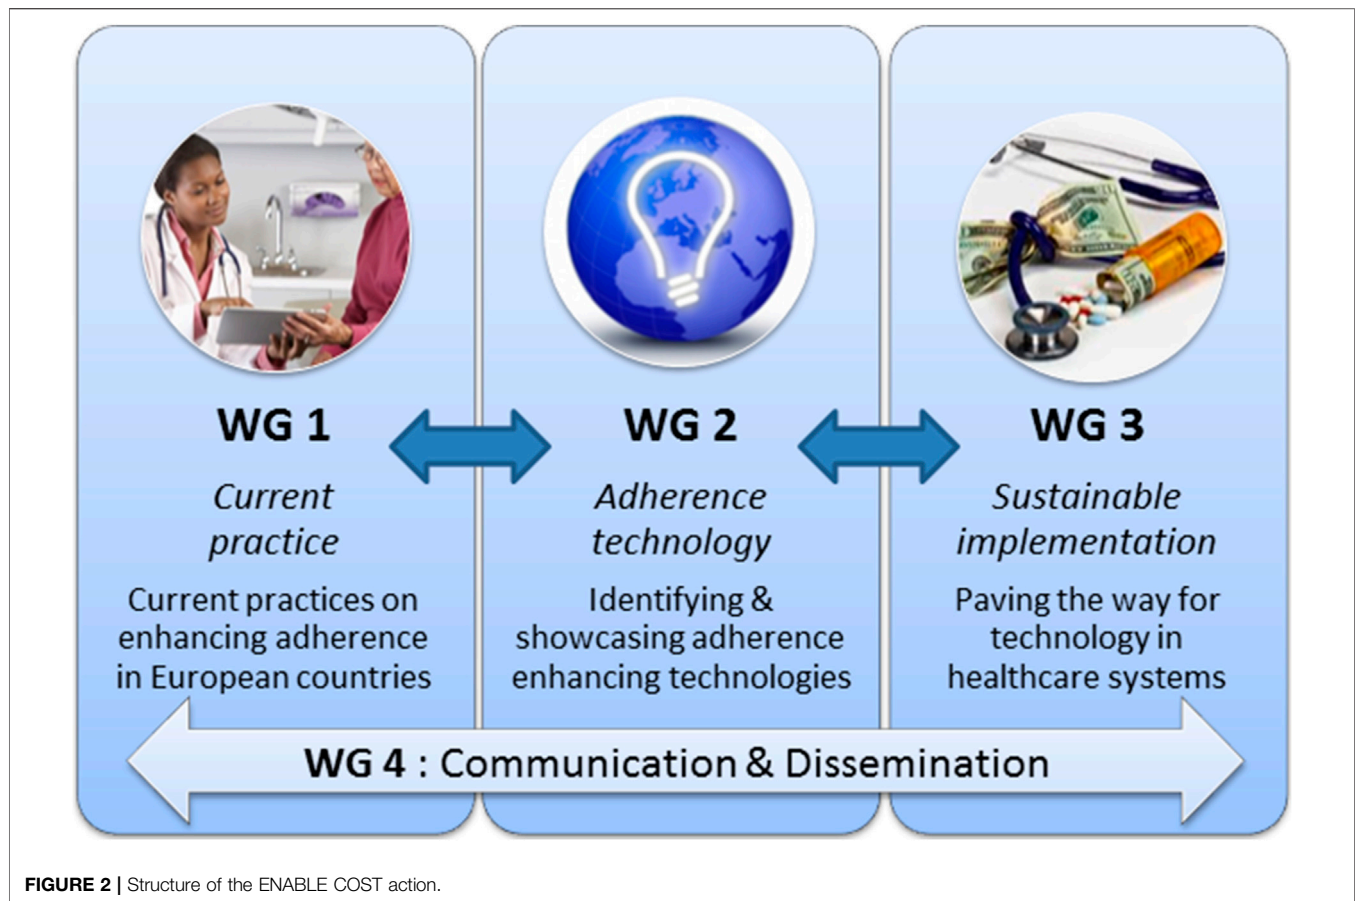 WG 1
Current
practice
Current practices on
enhancing adherence
in European countries
WG 2
Adherence
technology
Identifying &
showcasing adherence
enhancing technologies
WG 3
Sustainable
implementation
Paving the way for
technology in
healthcare systems
WG 4 : Communication & Dissemination
FIGURE 2 | Structure of the ENABLE COST action.